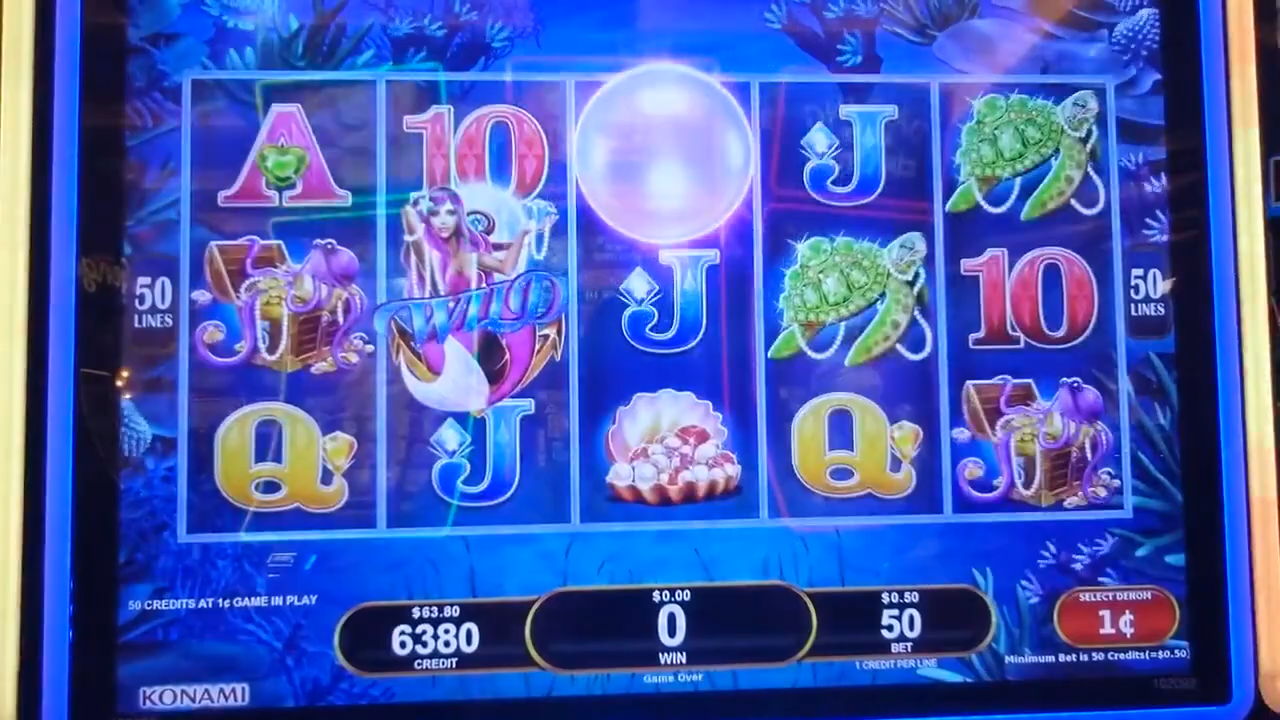 A 10 J
WILD
50 LINES J 10 50 LINES
Q J Q
50 CREDITS AT 1¢ GAME IN PLAY
$63.80
6380
CREDIT
$0.00
0
WIN
Game Over
$0.50
50
BET
1 CREDIT PER LINE
SELECT DENOM
1¢
Minimum Bet is 50 Credits(=$0.50)
KONAMI